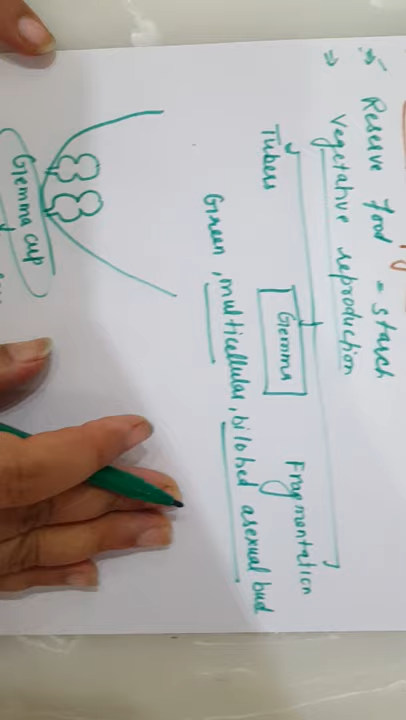 ⇒ Reserve food - starch
⇒ Vegetative reproduction
Tubers Gemma Fragmentation
Green, multicellular, bilobed asexual bud
Gemma cup